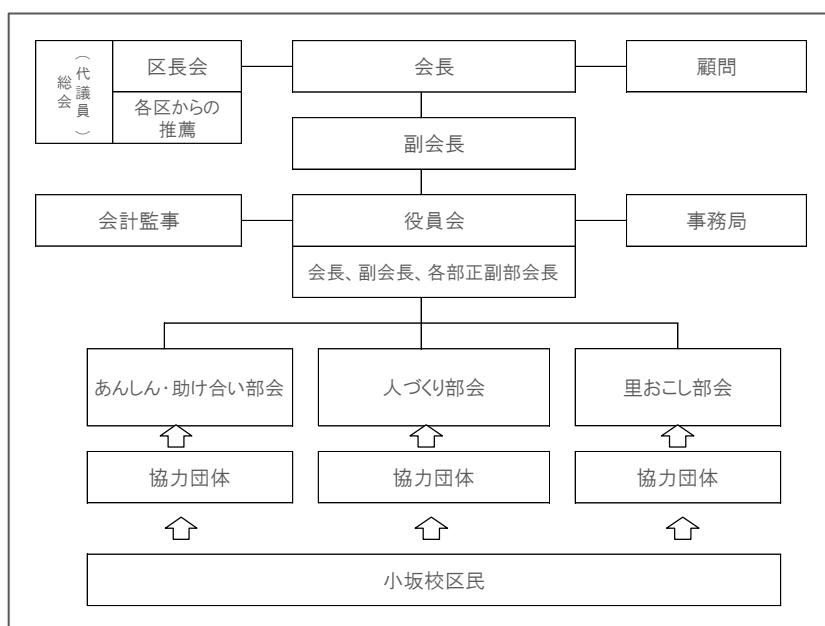 総会
（代議員）
区長会
各区からの
推薦
会長
顧問
副会長
会計監事
役員会
事務局
会長、副会長、各部正副部会長
あんしん・助け合い部会
人づくり部会
里おこし部会
協力団体
協力団体
協力団体
小坂校区民